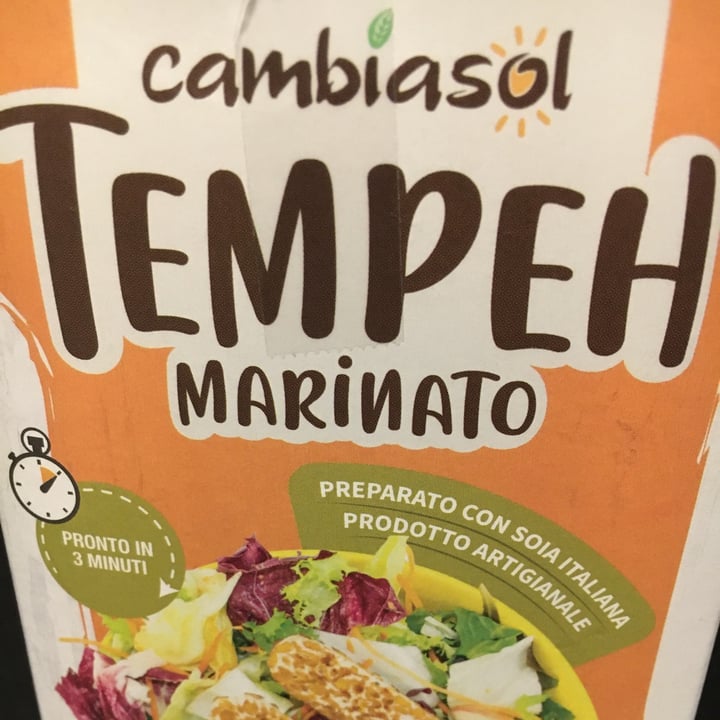 cambiasol
TEMPEH
MARiNATO
PREPARATO CON SOIA ITALIANA
PRODOTTO ARTIGIANALE
PRONTO IN
3 MINUTI